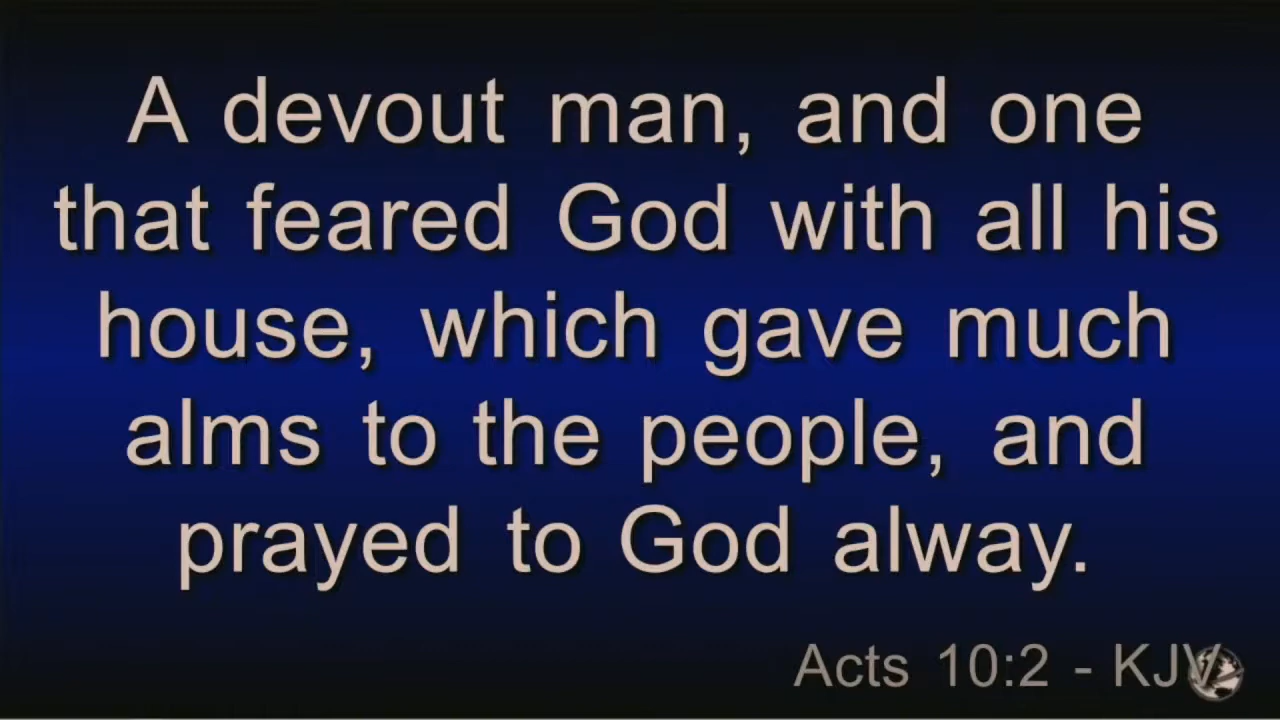 A devout man, and one
that feared God with all his
house, which gave much
alms to the people, and
prayed to God alway.
Acts 10:2 - KJV